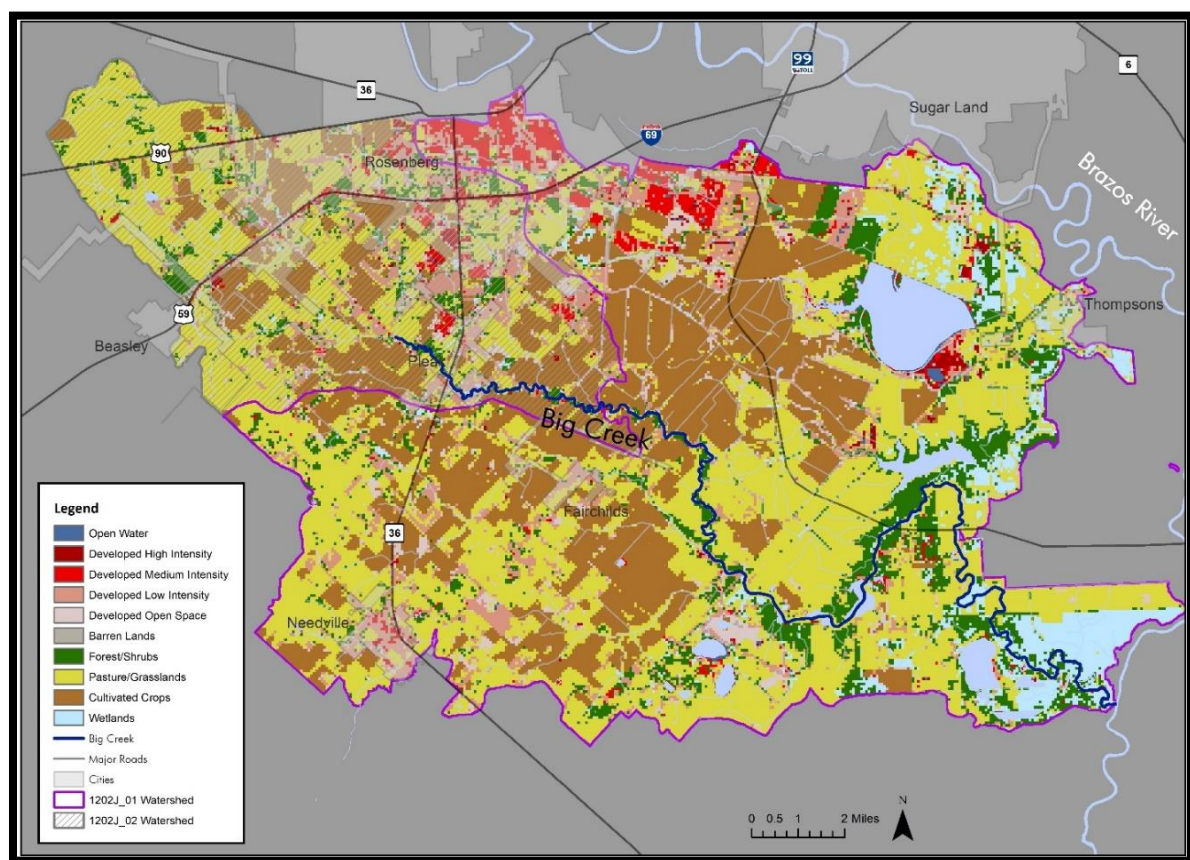 36
99
6
Sugar Land
69
90
Rosenberg
Brazos River
59
Beasley
Thompsons
Big Creek
Fairchilds
36
Needville
Legend
Open Water
Developed High Intensity
Developed Medium Intensity
Developed Low Intensity
Developed Open Space
Barren Lands
Forest/Shrubs
Pasture/Grasslands
Cultivated Crops
Wetlands
Big Creek
Major Roads
Cities
1202J_01 Watershed
1202J_02 Watershed
N
0 0.5 1 2 Miles